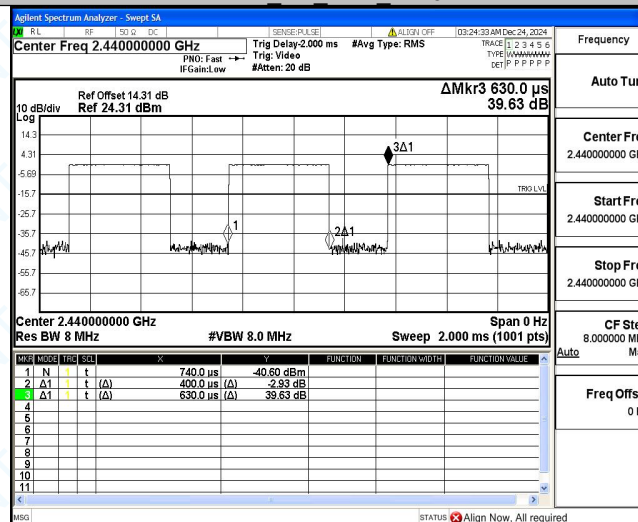 Agilent Spectrum Analyzer - Swept SA
RL RF 50 Ω DC SENSE:PULSE ALIGN OFF 03:24:33 AM Dec 24, 2024
Center Freq 2.440000000 GHz
PNO: Fast
IFGain:Low
Trig Delay-2.000 ms
Trig: Video
#Atten: 20 dB
#Avg Type: RMS
TRACE 1 2 3 4 5 6
TYPE
DET P P P P P P
Ref Offset 14.31 dB
Ref 24.31 dBm
10 dB/div
Log
ΔMkr3 630.0 µs
39.63 dB
14.3
4.31
-5.69
-15.7
-25.7
-35.7
-45.7
-55.7
-65.7
3Δ1
TRIG LVL
1
2Δ1
Center 2.440000000 GHz
Span 0 Hz
Res BW 8 MHz
#VBW 8.0 MHz
Sweep 2.000 ms (1001 pts)
MKR MODE TRC SCL X Y FUNCTION FUNCTION WIDTH FUNCTION VALUE
1 N 1 t 740.0 µs -40.60 dBm
2 Δ1 1 t (Δ) 400.0 µs (Δ) -2.93 dB
3 Δ1 1 t (Δ) 630.0 µs (Δ) 39.63 dB
4
5
6
7
8
9
10
11
MSG
STATUS Align Now, All required
Frequency
Auto Tun
Center Fre
2.440000000 GH
Start Fre
2.440000000 GH
Stop Fre
2.440000000 GH
CF Ste
8.000000 MH
Auto Ma
Freq Offs
0 H